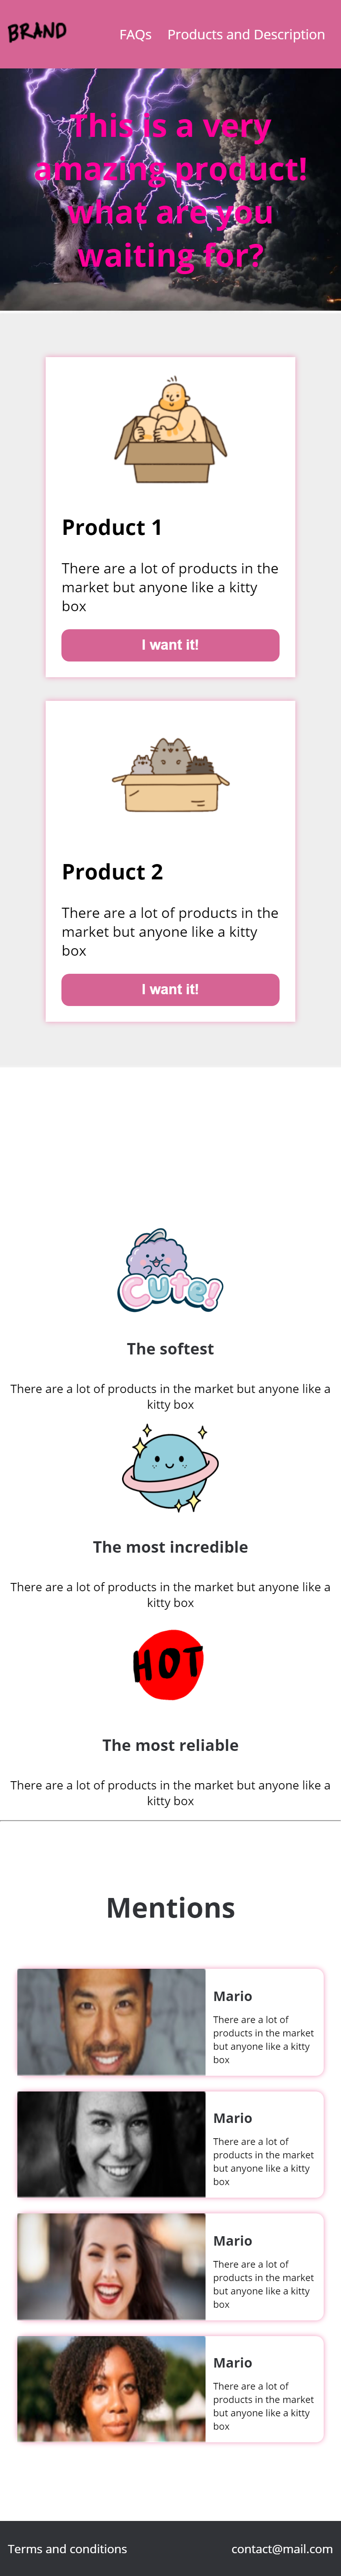 BRAND
FAQs
Products and Description
This is a very
amazing product!
what are you
waiting for?
Product 1
There are a lot of products in the
market but anyone like a kitty
box
I want it!
Product 2
There are a lot of products in the
market but anyone like a kitty
box
I want it!
Cute!
The softest
There are a lot of products in the market but anyone like a
kitty box
The most incredible
There are a lot of products in the market but anyone like a
kitty box
HOT
The most reliable
There are a lot of products in the market but anyone like a
kitty box
Mentions
Mario
There are a lot of
products in the market
but anyone like a kitty
box
Mario
There are a lot of
products in the market
but anyone like a kitty
box
Mario
There are a lot of
products in the market
but anyone like a kitty
box
Mario
There are a lot of
products in the market
but anyone like a kitty
box
Terms and conditions
contact@mail.com